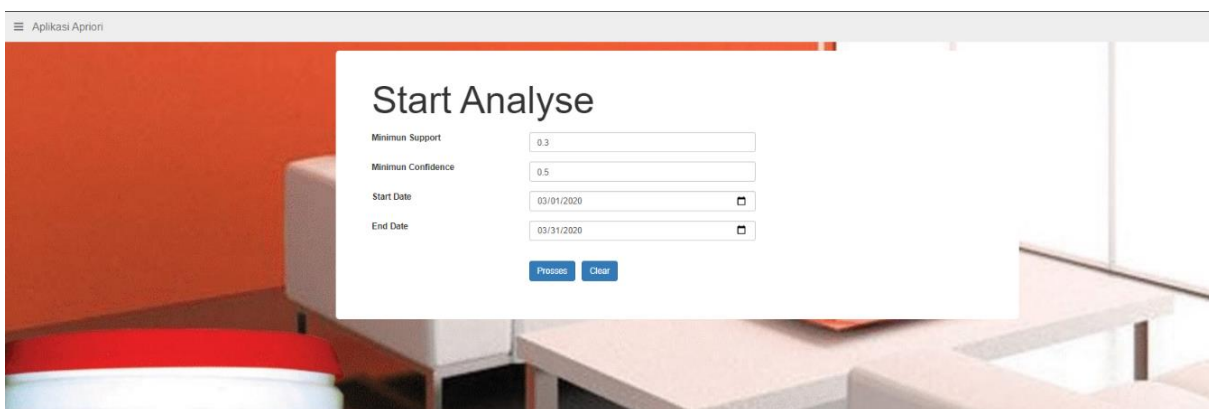 Aplikasi Apriori
Start Analyse
Minimun Support 0.3
Minimun Confidence 0.5
Start Date 03/01/2020
End Date 03/31/2020
Prosses Clear